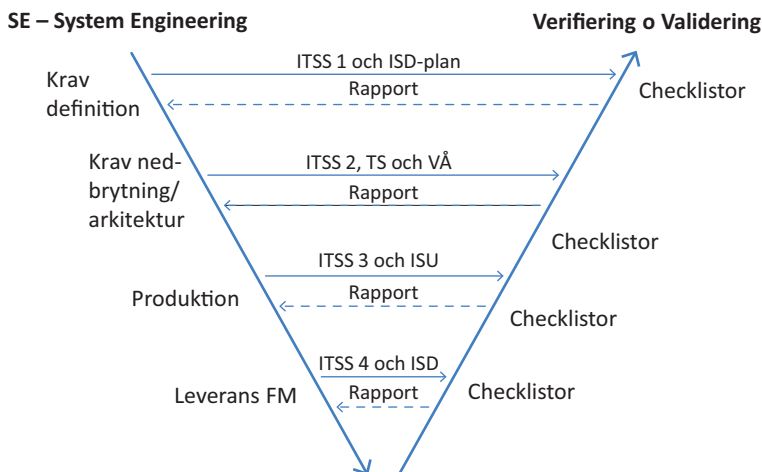 SE – System Engineering
Verifiering o Validering
ITSS 1 och ISD-plan
Krav
definition
Rapport
Checklistor
Krav ned-
brytning/
arkitektur
ITSS 2, TS och VÅ
Rapport
Checklistor
ITSS 3 och ISU
Produktion
Rapport
Checklistor
ITSS 4 och ISD
Leverans FM
Rapport
Checklistor